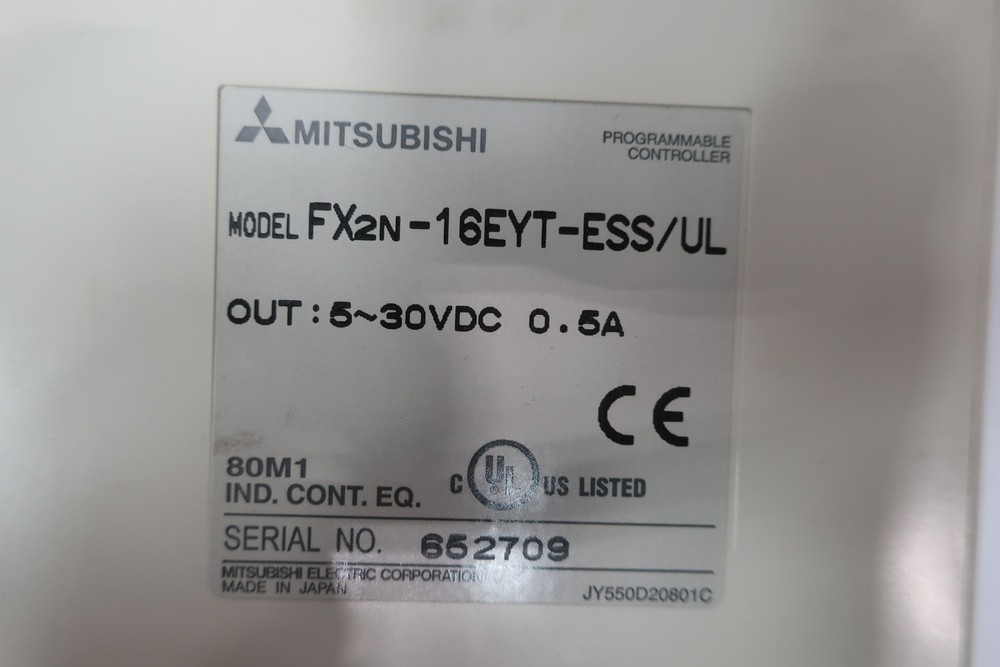 MITSUBISHI
PROGRAMMABLE
CONTROLLER
MODEL FX2N-16EYT-ESS/UL
OUT:5~30VDC 0.5A
CE
80M1
IND. CONT. EQ.
C UL US LISTED
SERIAL NO. 652709
MITSUBISHI ELECTRIC CORPORATION
MADE IN JAPAN
JY550D20801C